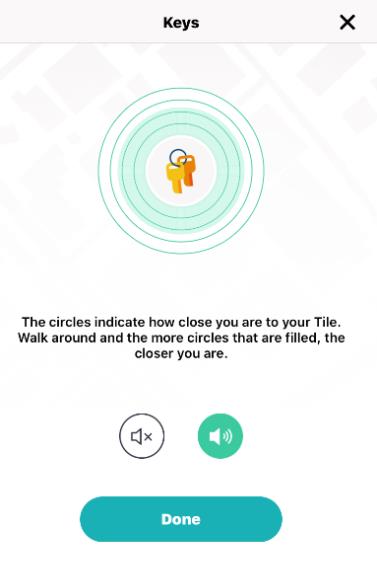 Keys
The circles indicate how close you are to your Tile.
Walk around and the more circles that are filled, the
closer you are.
Done